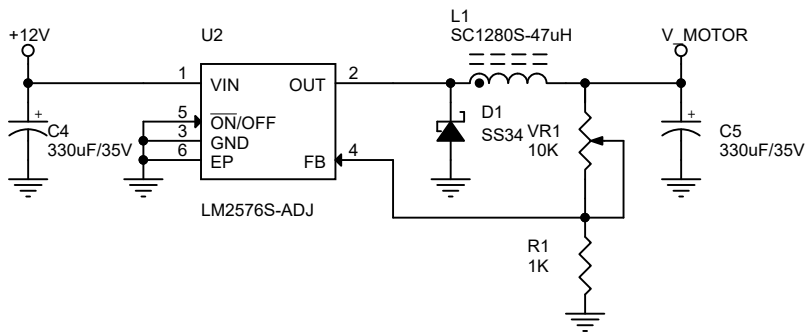 L1
SC1280S-47uH
+12V
U2
V_MOTOR
1
VIN
OUT
2
5
ON/OFF
3
GND
6
EP
FB
4
+
C4
330uF/35V
D1
SS34
VR1
10K
+
C5
330uF/35V
LM2576S-ADJ
R1
1K